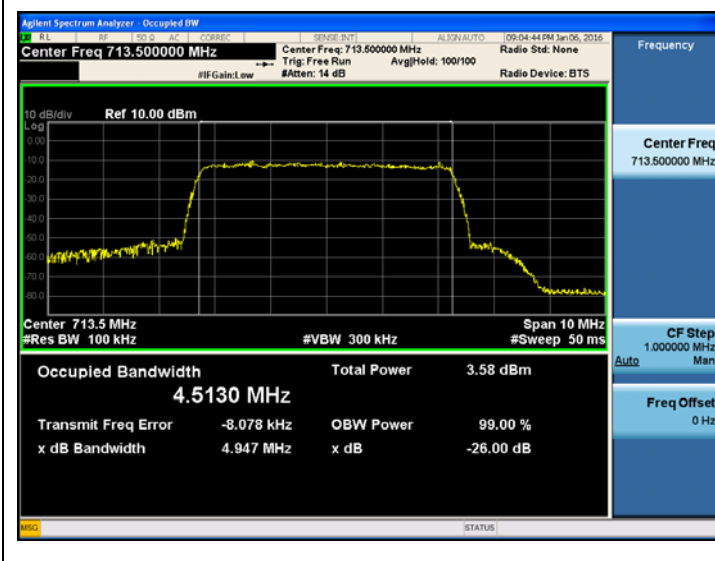 Agilent Spectrum Analyzer - Occupied BW
RL RF 50 Ω AC CORREC SENSE:INT ALIGN AUTO 09:04:44 PM Jan 06, 2016
Center Freq 713.500000 MHz
Center Freq: 713.500000 MHz
Radio Std: None
Trig: Free Run Avg|Hold: 100/100
#IFGain:Low
#Atten: 14 dB
Radio Device: BTS
Frequency
10 dB/div Ref 10.00 dBm
Log
0.00
-10.0
-20.0
-30.0
-40.0
-50.0
-60.0
-70.0
-80.0
Center 713.5 MHz
Span 10 MHz
#Res BW 100 kHz
#VBW 300 kHz
#Sweep 50 ms
Occupied Bandwidth
4.5130 MHz
Total Power 3.58 dBm
Transmit Freq Error -8.078 kHz
OBW Power 99.00 %
x dB Bandwidth 4.947 MHz
x dB -26.00 dB
Center Freq
713.500000 MHz
CF Step
1.000000 MHz
Auto Man
Freq Offset
0 Hz
MSG
STATUS